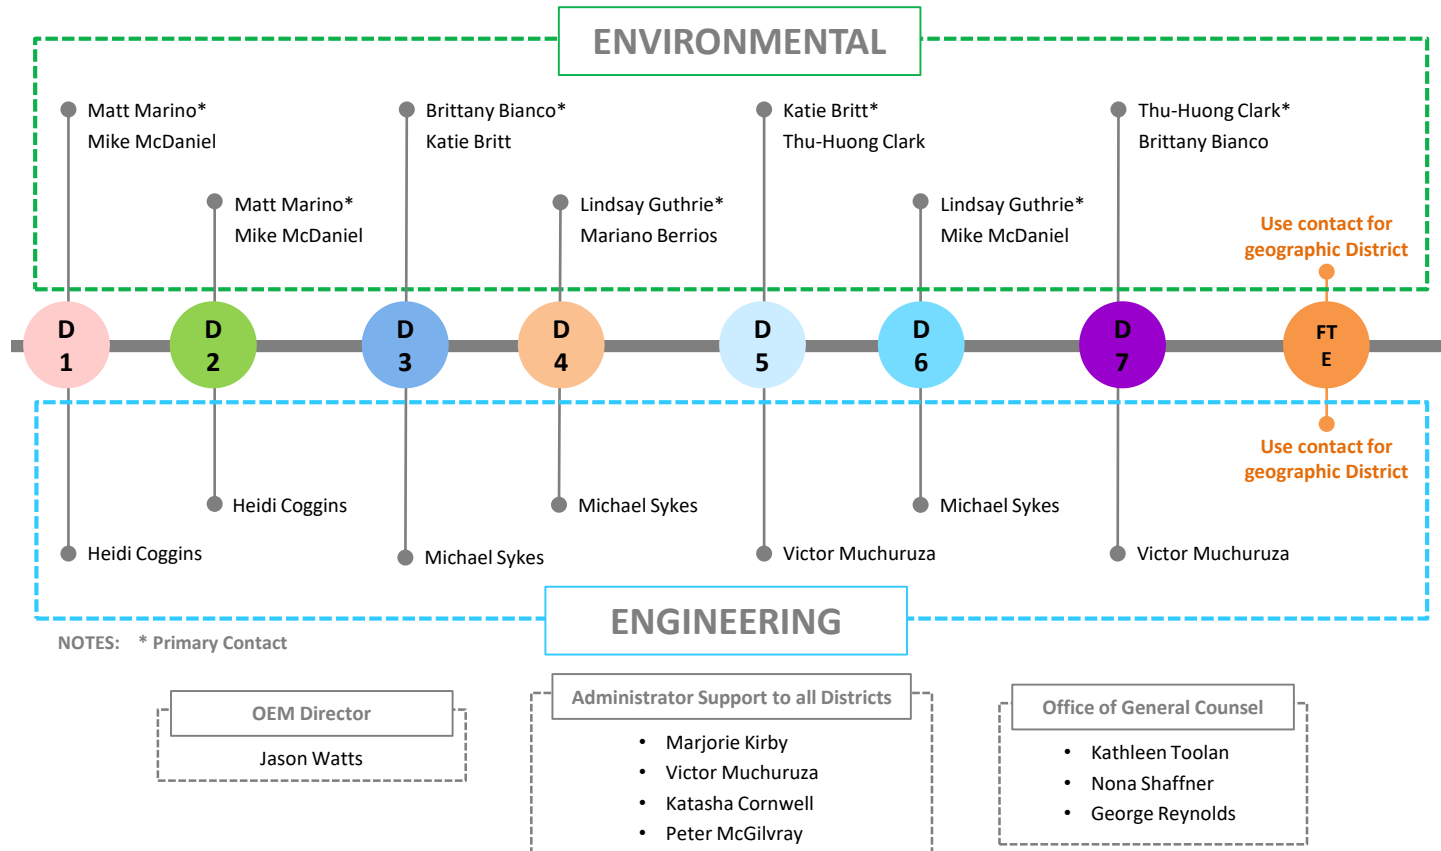 ENVIRONMENTAL
Matt Marino*
Mike McDaniel
Brittany Bianco*
Katie Britt
Katie Britt*
Thu-Huong Clark
Thu-Huong Clark*
Brittany Bianco
Matt Marino*
Mike McDaniel
Lindsay Guthrie*
Mariano Berrios
Lindsay Guthrie*
Mike McDaniel
Use contact for
geographic District
D
1
D
2
D
3
D
4
D
5
D
6
D
7
FT
E
Use contact for
geographic District
Heidi Coggins
Michael Sykes
Michael Sykes
Heidi Coggins
Michael Sykes
Victor Muchuruza
Victor Muchuruza
ENGINEERING
NOTES: * Primary Contact
OEM Director
Jason Watts
Administrator Support to all Districts
• Marjorie Kirby
• Victor Muchuruza
• Katasha Cornwell
• Peter McGilvray
Office of General Counsel
• Kathleen Toolan
• Nona Shaffner
• George Reynolds